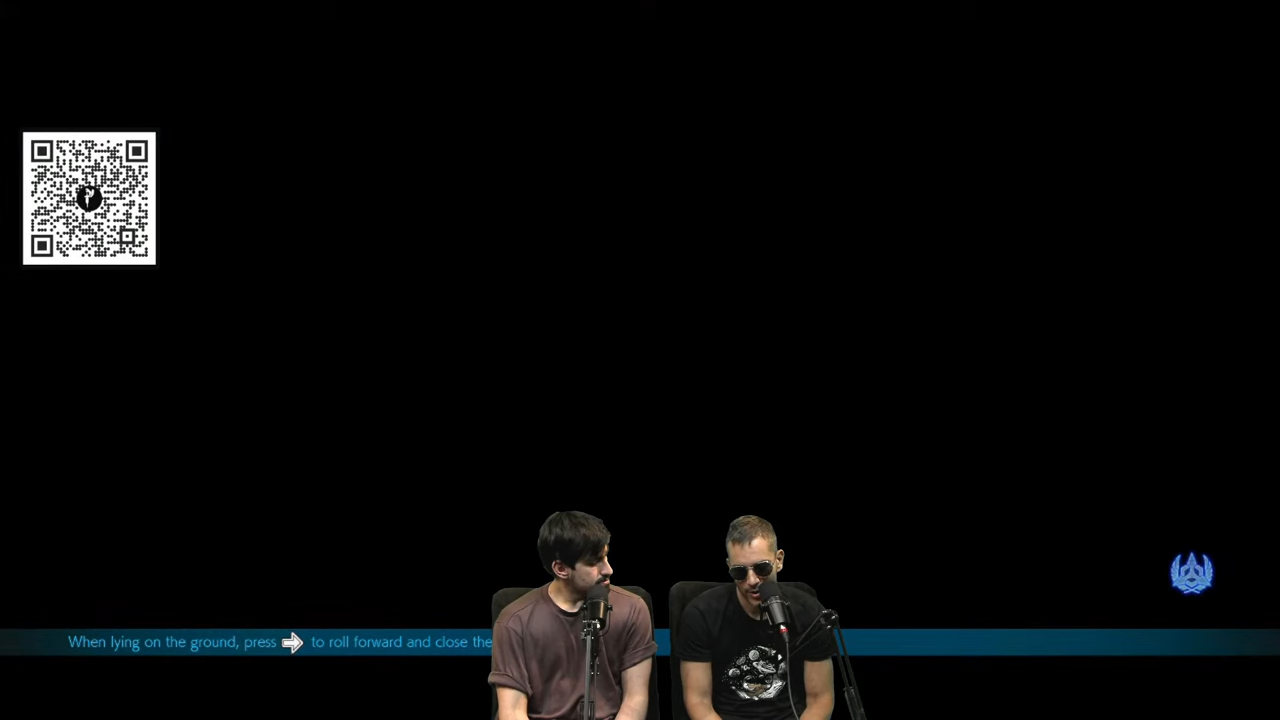 When lying on the ground, press ➡ to roll forward and close the